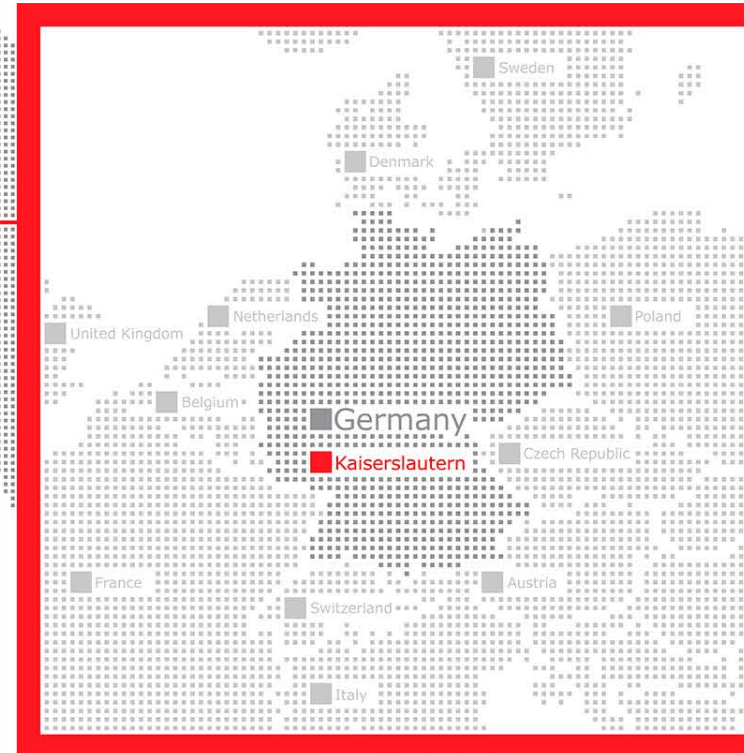 Sweden
Denmark
Netherlands
Poland
United Kingdom
Belgium
Germany
Czech Republic
Kaiserslautern
France
Austria
Switzerland
Italy